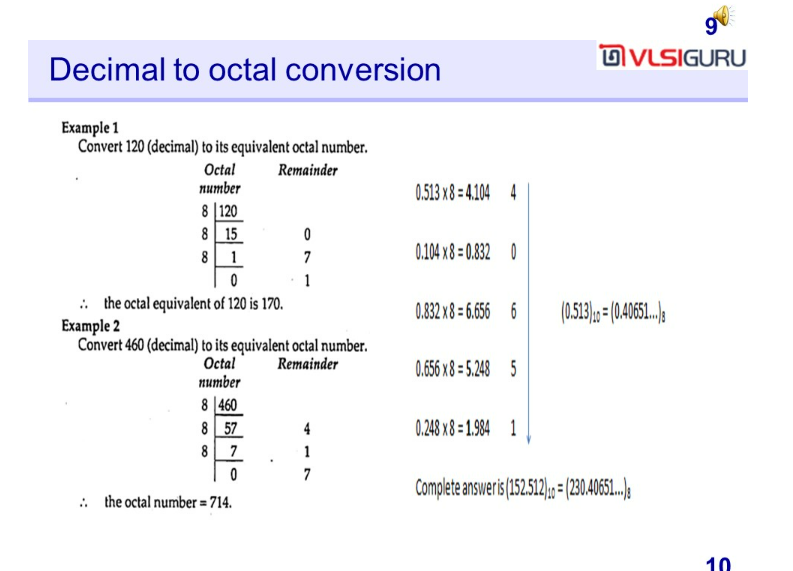 9
VLSIGURU
Decimal to octal conversion
Example 1
Convert 120 (decimal) to its equivalent octal number.
Octal number Remainder
8 120
8 15 0
8 1 7
0 1
∴ the octal equivalent of 120 is 170.
Example 2
Convert 460 (decimal) to its equivalent octal number.
Octal number Remainder
8 460
8 57 4
8 7 1
0 7
∴ the octal number = 714.
0.513 x 8 = 4.104 4
0.104 x 8 = 0.832 0
0.832 x 8 = 6.656 6
0.656 x 8 = 5.248 5
0.248 x 8 = 1.984 1
(0.513)₁₀ = (0.40651...)₈
Complete answer is (152.512)₁₀ = (230.40651...)₈
10